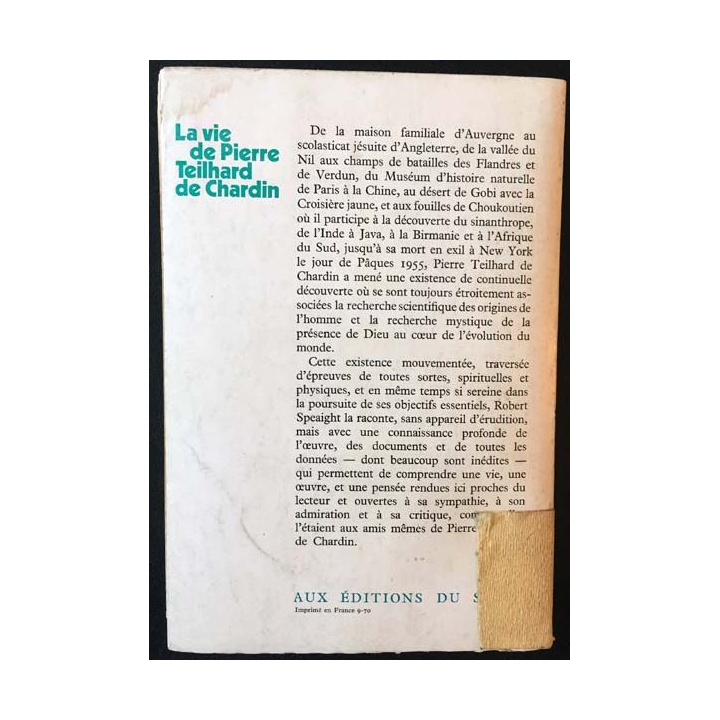 La vie
de Pierre
Teilhard
de Chardin
De la maison familiale d'Auvergne au
scolasticat jésuite d'Angleterre, de la vallée du
Nil aux champs de batailles des Flandres et
de Verdun, du Muséum d'histoire naturelle
de Paris à la Chine, au désert de Gobi avec la
Croisière jaune, et aux fouilles de Choukoutien
où il participe à la découverte du sinanthrope,
de l'Inde à Java, à la Birmanie et à l'Afrique
du Sud, jusqu'à sa mort en exil à New York
le jour de Pâques 1955, Pierre Teilhard de
Chardin a mené une existence de continuelle
découverte où se sont toujours étroitement as-
sociées la recherche scientifique des origines de
l'homme et la recherche mystique de la
présence de Dieu au cœur de l'évolution du
monde.
Cette existence mouvementée, traversée
d'épreuves de toutes sortes, spirituelles et
physiques, et en même temps si sereine dans
la poursuite de ses objectifs essentiels, Robert
Speaight la raconte, sans appareil d'érudition,
mais avec une connaissance profonde de
l'œuvre, des documents et de toutes les
données — dont beaucoup sont inédites —
qui permettent de comprendre une vie, une
œuvre, et une pensée rendues ici proches du
lecteur et ouvertes à sa sympathie, à son
admiration et à sa critique,
l'étaient aux amis mêmes de Pierre
de Chardin.
AUX ÉDITIONS DU
Imprimé en France 9-70